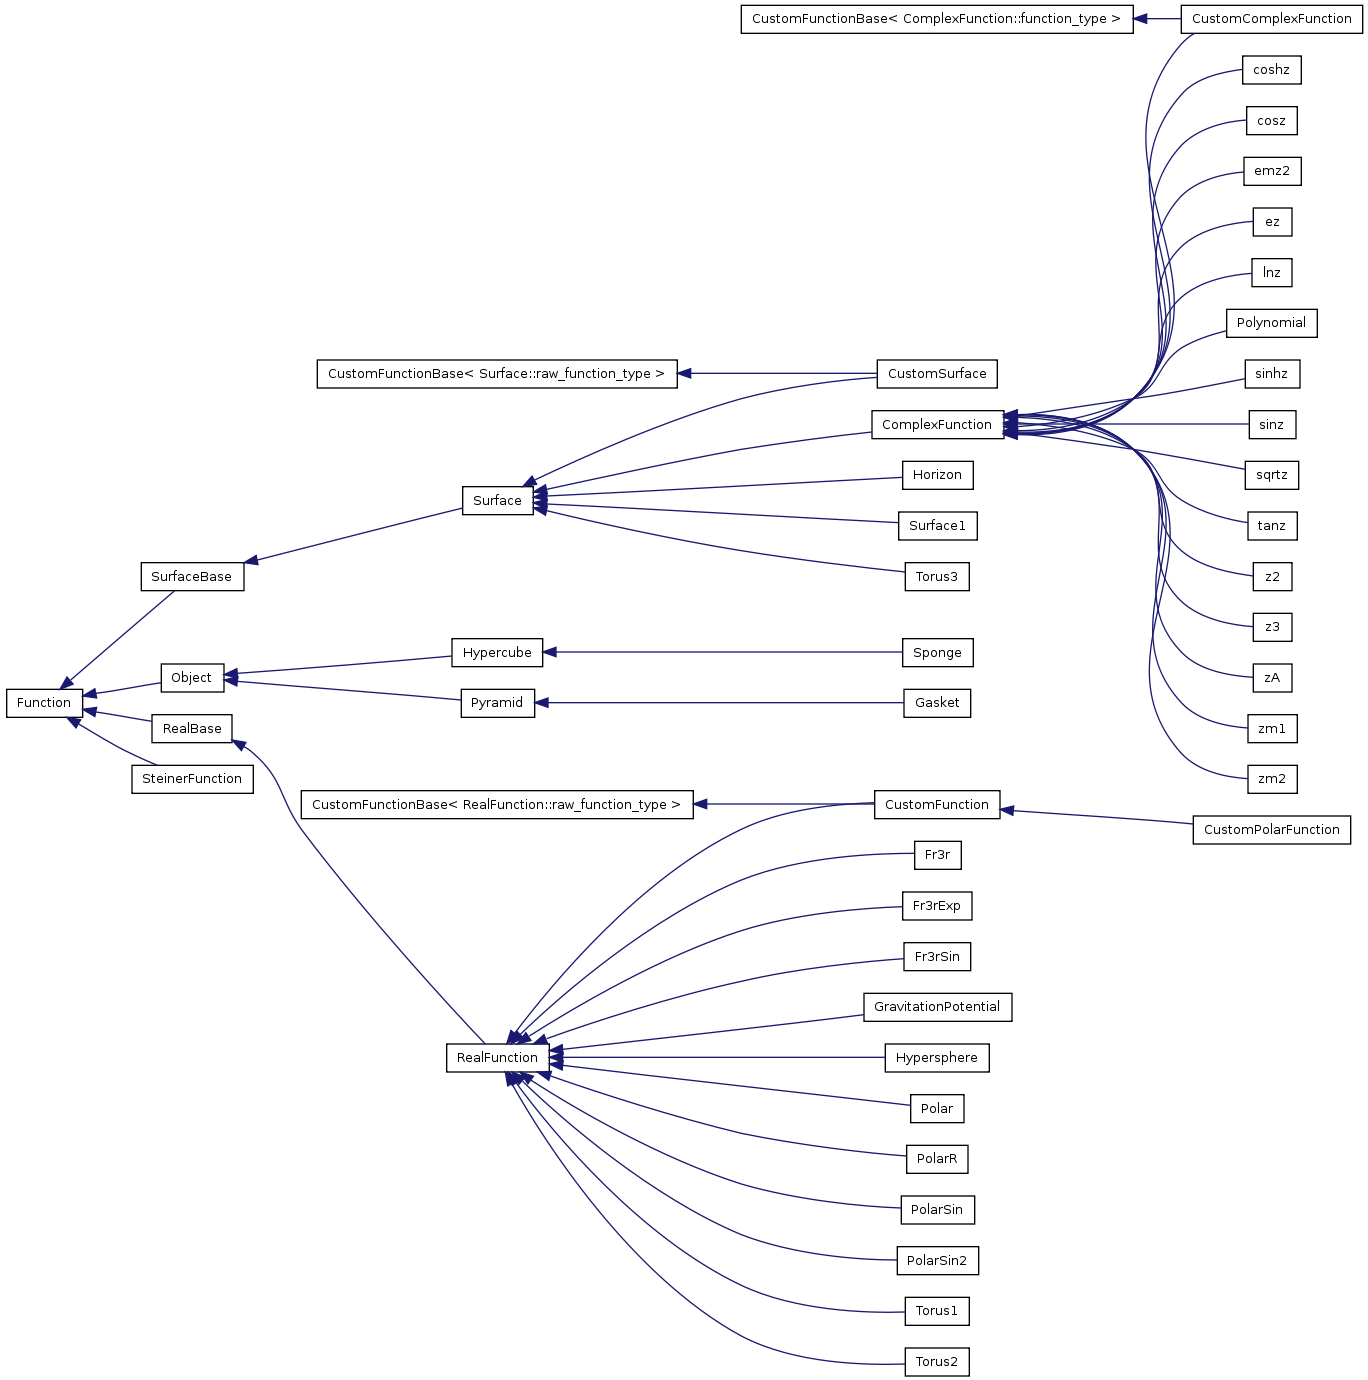 CustomFunctionBase< ComplexFunction::function_type >
CustomComplexFunction
coshz
cosz
emz2
ez
lnz
Polynomial
CustomFunctionBase< Surface::raw_function_type >
CustomSurface
sinhz
ComplexFunction
sinz
Horizon
sqrtz
Surface
Surface1
tanz
SurfaceBase
Torus3
z2
z3
Hypercube
Sponge
Object
zA
Function
Pyramid
Gasket
RealBase
zm1
SteinerFunction
zm2
CustomFunctionBase< RealFunction::raw_function_type >
CustomFunction
CustomPolarFunction
Fr3r
Fr3rExp
Fr3rSin
GravitationPotential
RealFunction
Hypersphere
Polar
PolarR
PolarSin
PolarSin2
Torus1
Torus2